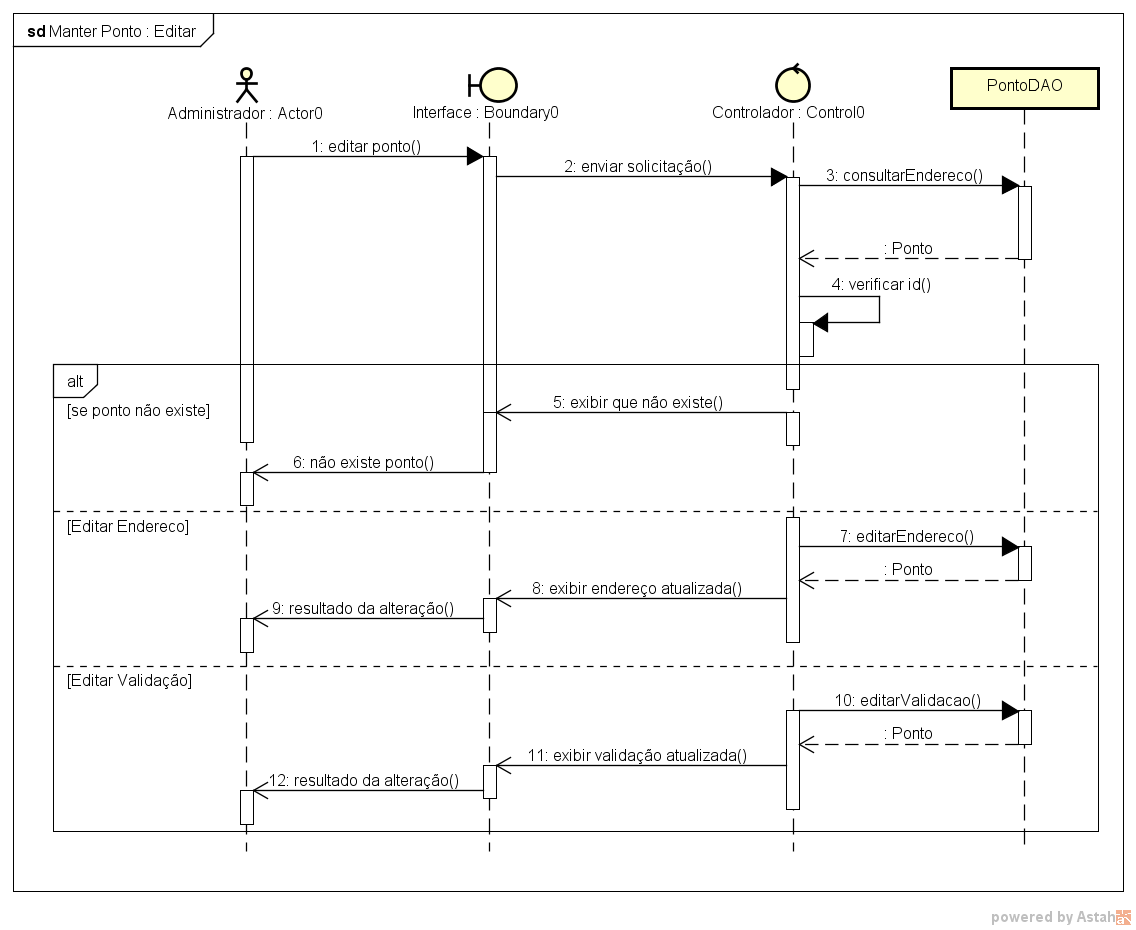 sd Manter Ponto : Editar
Administrador : Actor0
Interface : Boundary0
Controlador : Control0
PontoDAO
1: editar ponto()
2: enviar solicitação()
3: consultarEndereco()
: Ponto
4: verificar id()
alt
[se ponto não existe]
5: exibir que não existe()
6: não existe ponto()
[Editar Endereco]
7: editarEndereco()
: Ponto
8: exibir endereço atualizada()
9: resultado da alteração()
[Editar Validação]
10: editarValidacao()
: Ponto
11: exibir validação atualizada()
12: resultado da alteração()
powered by Astah